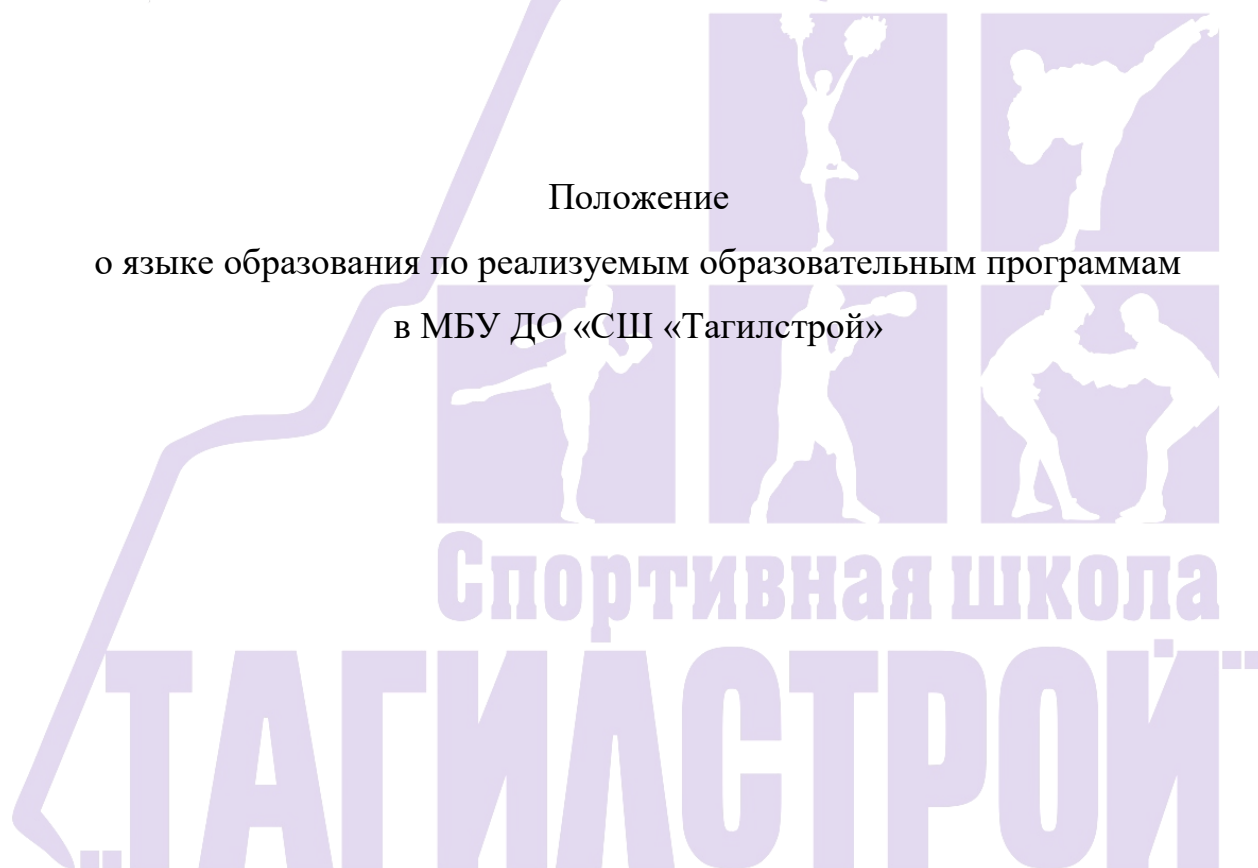 Положение
о языке образования по реализуемым образовательным программам
в МБУ ДО «СШ «Тагилстрой»
Спортивная школа
„ТАГИЛСТРОЙ"